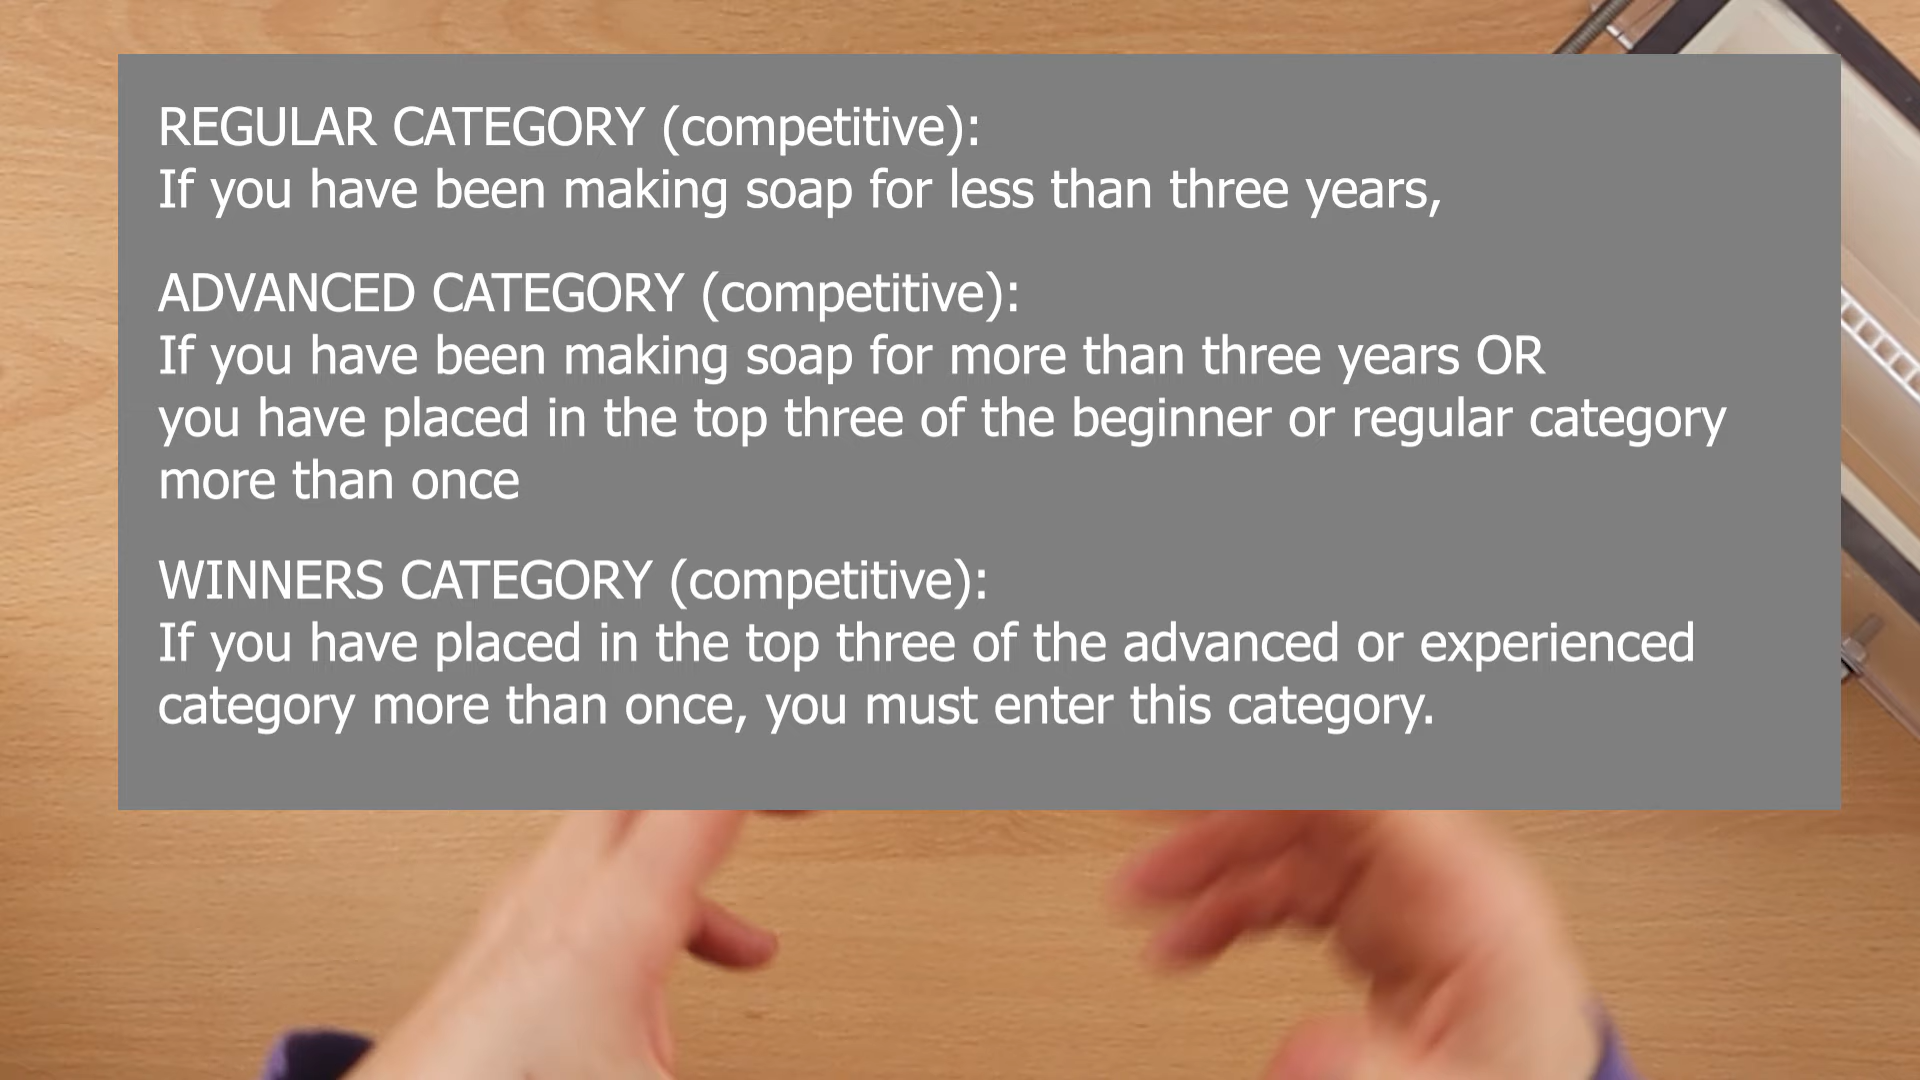 REGULAR CATEGORY (competitive):
If you have been making soap for less than three years,
ADVANCED CATEGORY (competitive):
If you have been making soap for more than three years OR
you have placed in the top three of the beginner or regular category
more than once
WINNERS CATEGORY (competitive):
If you have placed in the top three of the advanced or experienced
category more than once, you must enter this category.